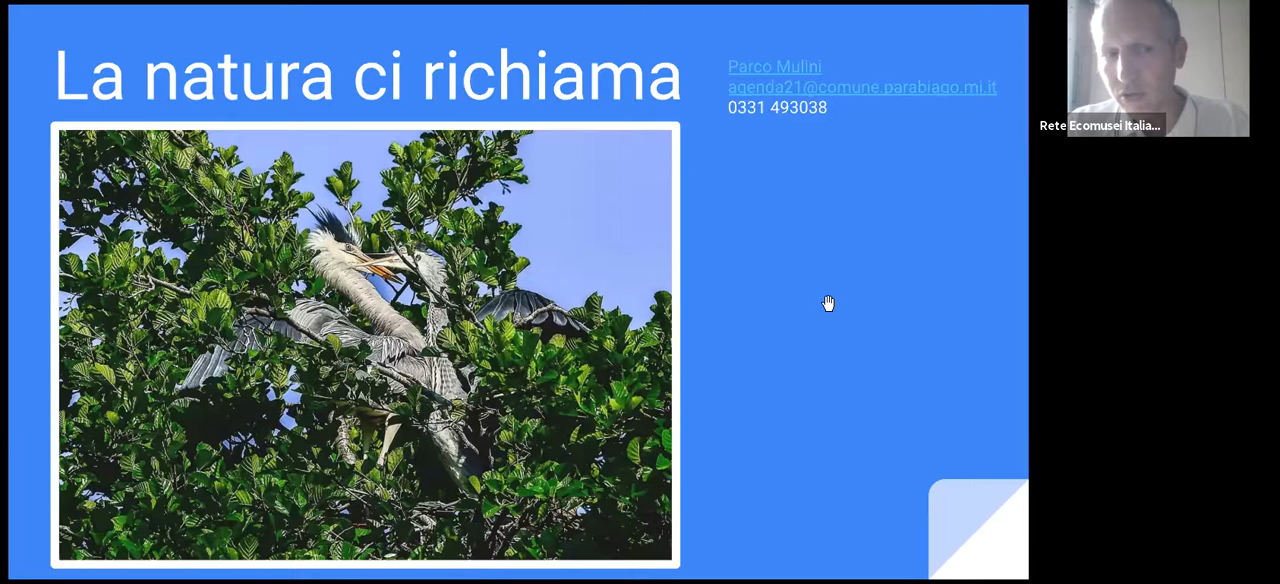 La natura ci richiama
Parco Mulini
agenda21@comune.parabiago.mi.it
0331 493038
Rete Ecomusei Italia...